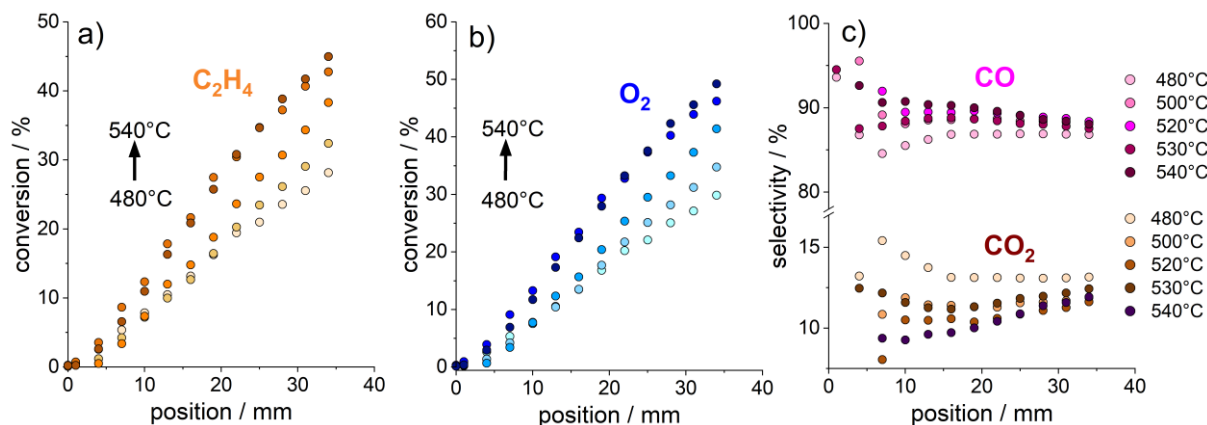 a)
C₂H₄
540°C
480°C
conversion / %
50
40
30
20
10
0
0 10 20 30 40
position / mm
b)
O₂
540°C
480°C
conversion / %
60
50
40
30
20
10
0
0 10 20 30 40
position / mm
c)
CO
CO₂
selectivity / %
100
90
80
15
10
0 10 20 30 40
position / mm
480°C
500°C
520°C
530°C
540°C
480°C
500°C
520°C
530°C
540°C